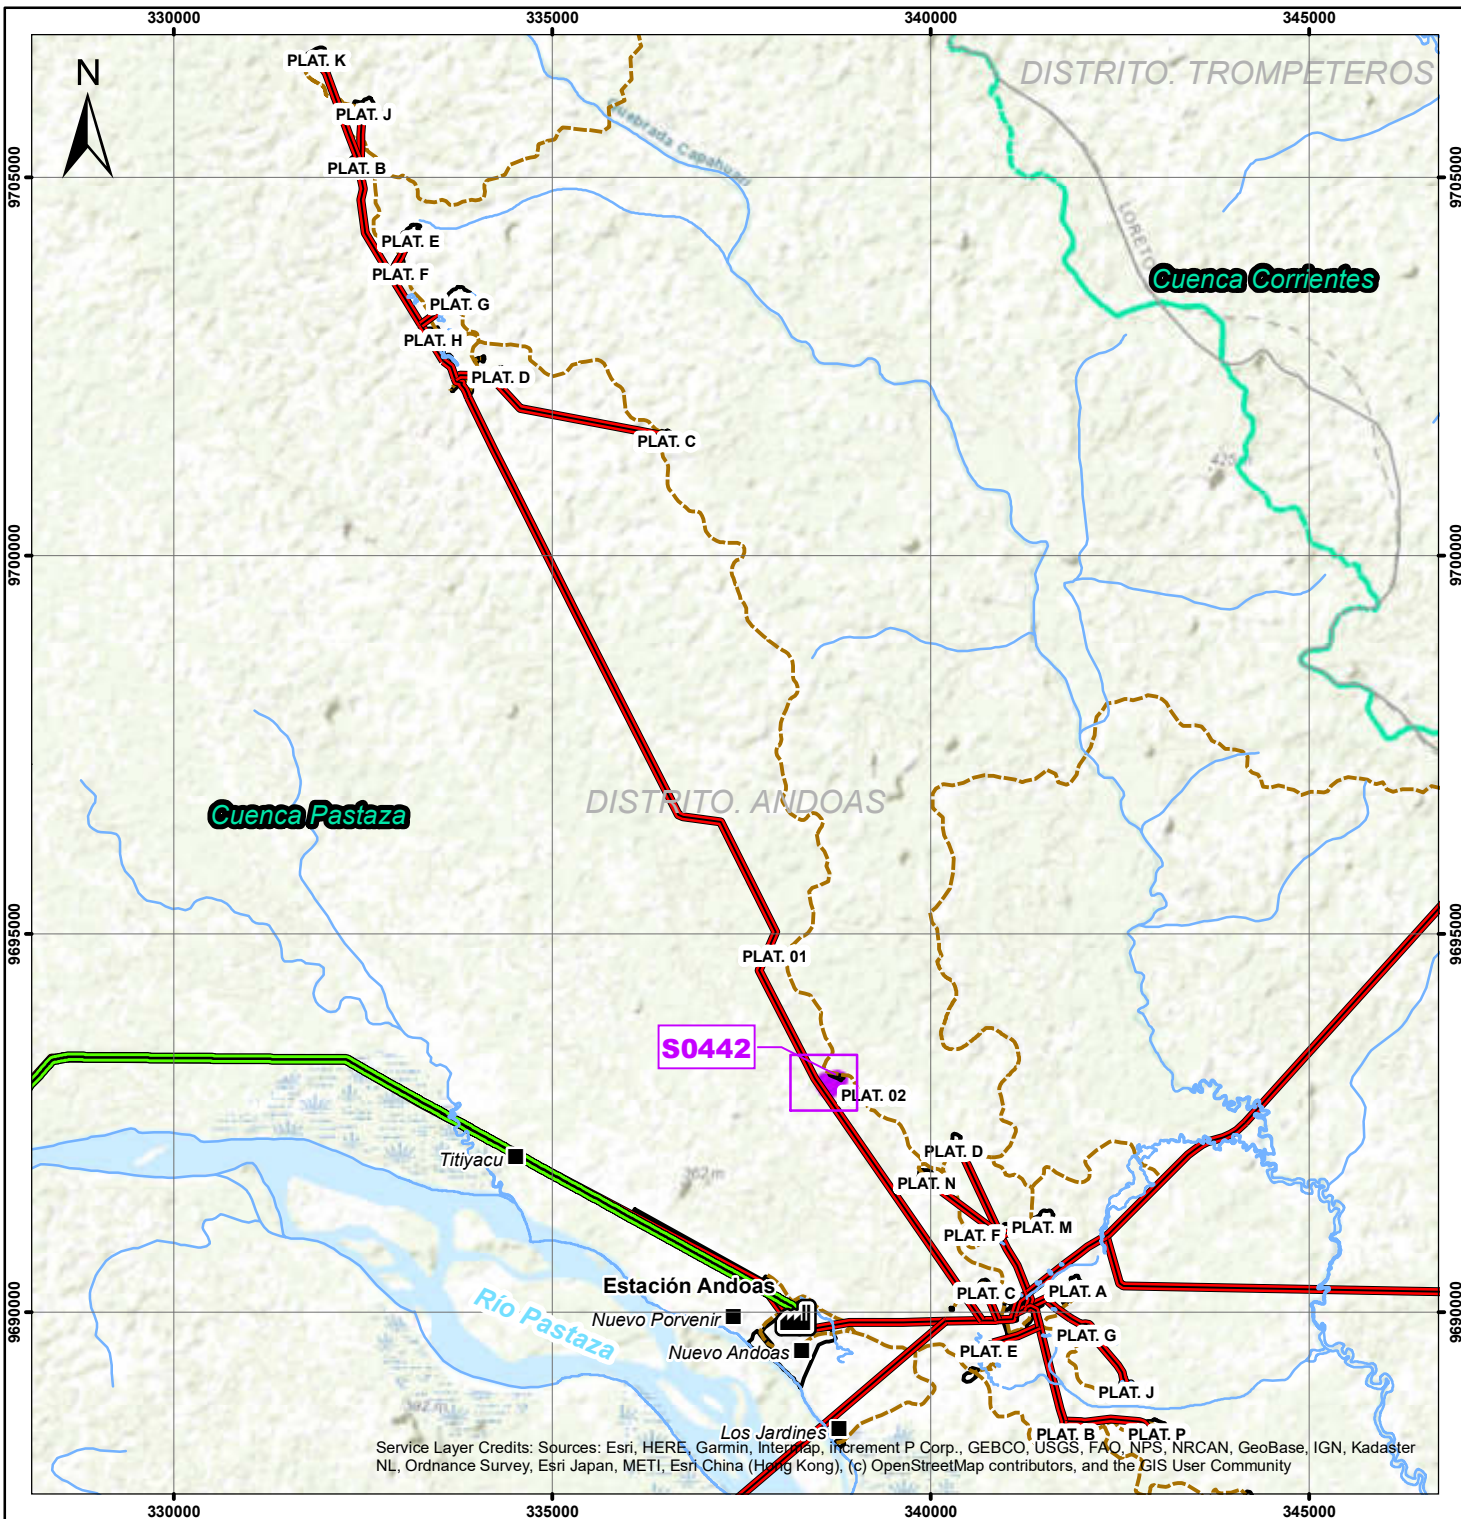 330000
335000
340000
345000
DISTRITO. TROMPETEROS
N
PLAT. K
PLAT. J
Quebrada Capahuari
PLAT. B
9705000
9705000
LORETO
PLAT. E
PLAT. F
Cuenca Corrientes
PLAT. G
PLAT. H
PLAT. D
PLAT. C
9700000
9700000
DISTRITO. ANDOAS
Cuenca Pastaza
9695000
9695000
PLAT. 01
S0442
PLAT. 02
PLAT. D
Titiyacu
362 m
PLAT. N
PLAT. M
PLAT. F
Estación Andoas
PLAT. C
PLAT. A
9690000
9690000
Río Pastaza
Nuevo Porvenir
PLAT. G
Nuevo Andoas
PLAT. E
PLAT. J
Los Jardines
PLAT. B
PLAT. P
Service Layer Credits: Sources: Esri, HERE, Garmin, Intermap, increment P Corp., GEBCO, USGS, FAO, NPS, NRCAN, GeoBase, IGN, Kadaster
NL, Ordnance Survey, Esri Japan, METI, Esri China (Hong Kong), (c) OpenStreetMap contributors, and the GIS User Community
330000
335000
340000
345000